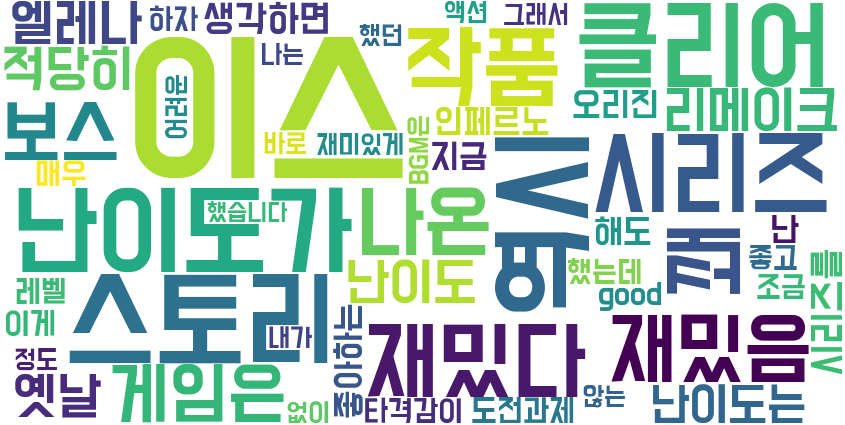 엘레나
하자
생각하면
액션
그래서
했던
나는
적당히
이스
작품
클리어
어려운
오리진
리메이크
보스
바로
재미있게
BGM은
인페르노
지금
매우
역시
시리즈
난이도가
나온
했습니다
꺼
해도
난
좋고
난이도
했는데
good
조금
시리즈를
레벨
이게
스토리
내가
좋아하는
재밌다
재밌음
정도
옛날
게임은
없이
타격감이
도전과제
않는
난이도는